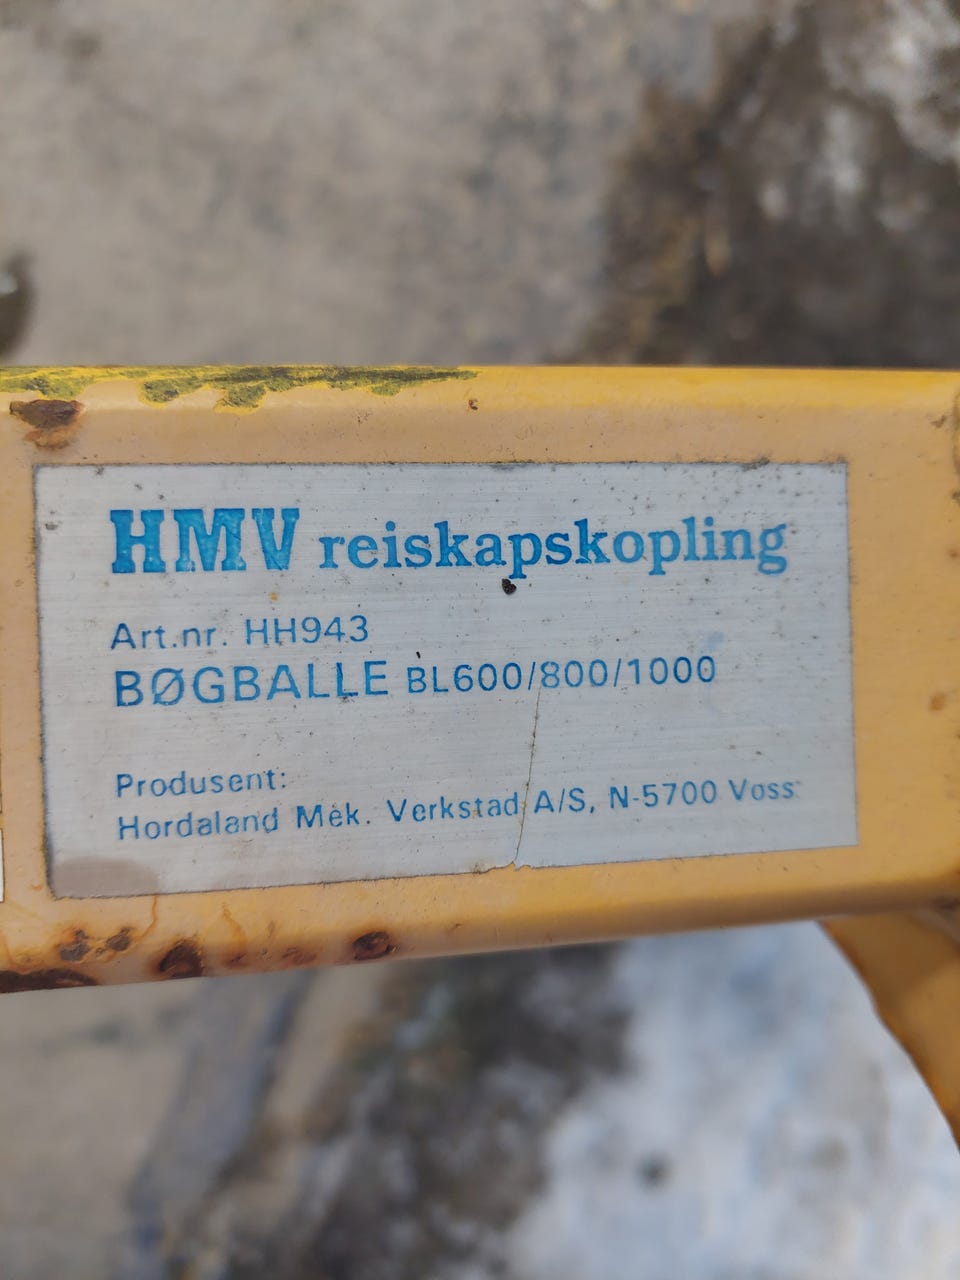 HMV reiskapskopling
Art.nr. HH943
BØGBALLE BL600/800/1000
Produsent:
Hordaland Mek. Verkstad A/S, N-5700 Voss